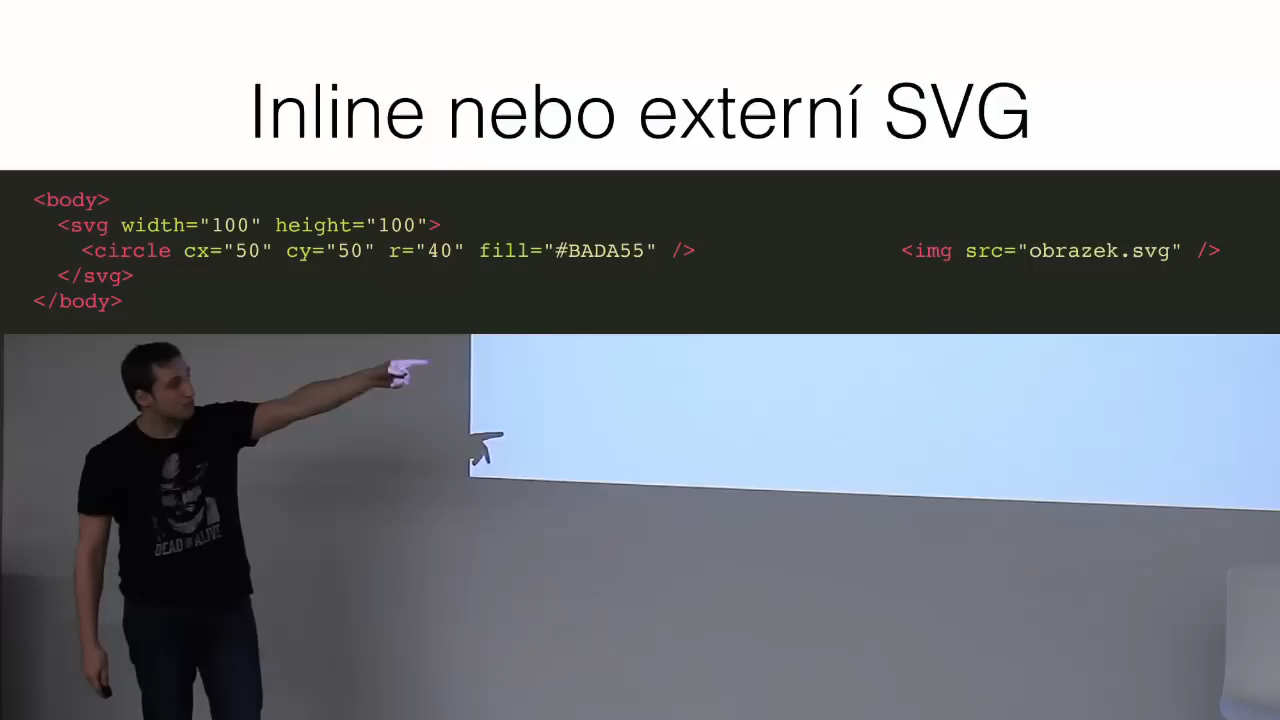 Inline nebo externí SVG
<body>
<svg width="100" height="100">
<circle cx="50" cy="50" r="40" fill="#BADA55" />
</svg>
</body>
<img src="obrazek.svg" />
DEAD OR ALIVE